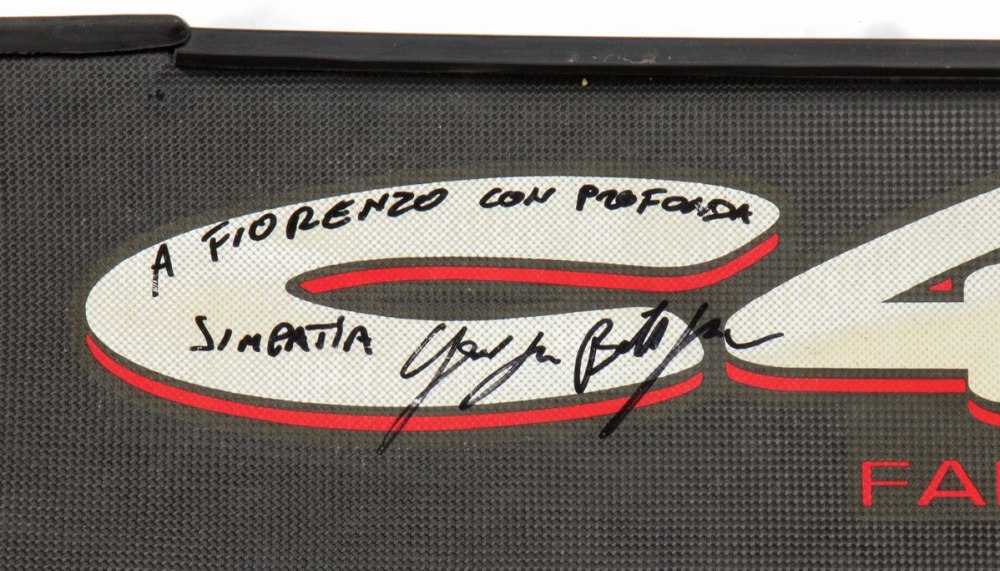 A FIORENZO CON PROFONDA
SIMPATIA
FA